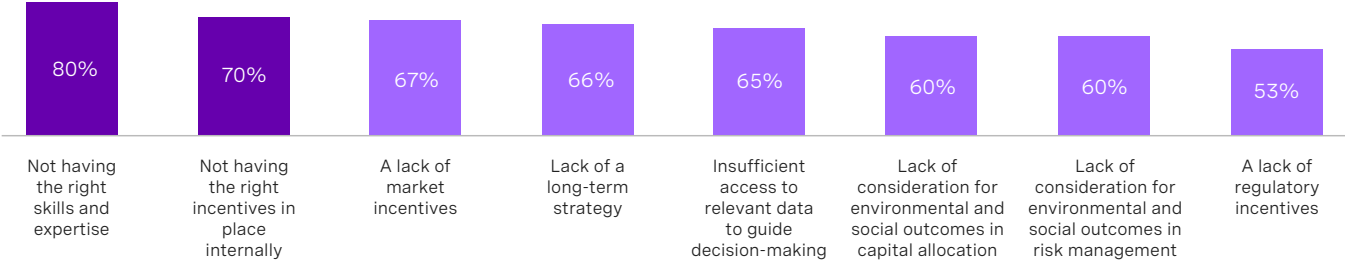 80%
70%
67%
66%
65%
60%
60%
53%
Not having
the right
skills and
expertise
Not having
the right
incentives in
place
internally
A lack of
market
incentives
Lack of a
long-term
strategy
Insufficient
access to
relevant data
to guide
decision-making
Lack of
consideration for
environmental and
social outcomes in
capital allocation
Lack of
consideration for
environmental and
social outcomes in
risk management
A lack of
regulatory
incentives